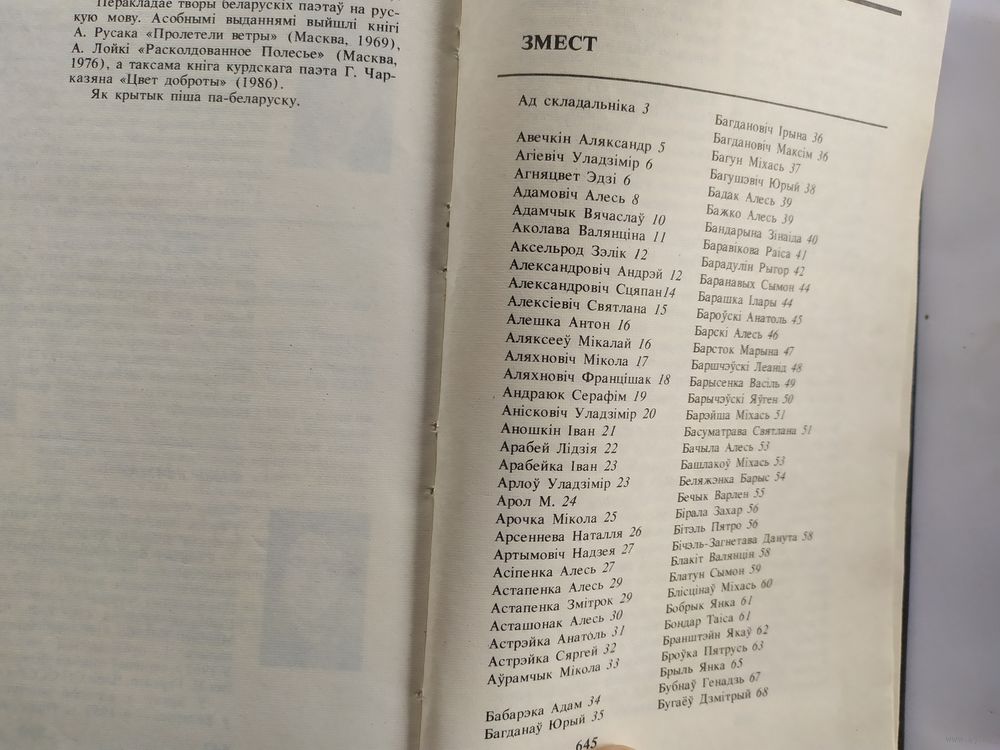 Перакладае творы беларускіх паэтаў на рус-
кую мову. Асобнымі выданнямі выйшлі кнігі
А. Русака «Пролетели ветры» (Масква, 1969),
А. Лойкі «Расколдованное Полесье» (Масква,
1976), а таксама кніга курдскага паэта Г. Чар-
казяна «Цвет доброты» (1986).
Як крытык піша па-беларуску.
ЗМЕСТ
Ад складальніка 3
Авечкін Аляксандр 5
Агіевіч Уладзімір 6
Агняцвет Эдзі 6
Адамовіч Алесь 8
Адамчык Вячаслаў 10
Аколава Валянціна 11
Аксельрод Зэлік 12
Александровіч Андрэй 12
Александровіч Сцяпан 14
Алексіевіч Святлана 15
Алешка Антон 16
Аляксееў Мікалай 16
Аляхновіч Мікола 17
Аляхновіч Францішак 18
Андраюк Серафім 19
Анісковіч Уладзімір 20
Аношкін Іван 21
Арабей Лідзія 22
Арабейка Іван 23
Арлоў Уладзімір 23
Арол М. 24
Арочка Мікола 25
Арсеннева Наталля 26
Артымовіч Надзея 27
Асіпенка Алесь 27
Астапенка Алесь 29
Астапенка Змітрок 29
Асташонак Алесь 30
Астрэйка Анатоль 31
Астрэйка Сяргей 32
Аўрамчык Мікола 33
Бабарэка Адам 34
Багданаў Юрый 35
Багдановіч Ірына 36
Багдановіч Максім 36
Багун Міхась 37
Багушэвіч Юрый 38
Бадак Алесь 39
Бажко Алесь 39
Бандарына Зінаіда 40
Баравікова Раіса 41
Барадулін Рыгор 42
Баранавых Сымон 44
Барашка Ілары 44
Бароўскі Анатоль 45
Барскі Алесь 46
Барсток Марына 47
Баршчэўскі Леанід 48
Барысенка Васіль 49
Барычэўскі Яўген 50
Барэйша Міхась 51
Басуматрава Святлана 51
Бачыла Алесь 53
Башлакоў Міхась 53
Беляжэнка Барыс 54
Бечык Варлен 55
Бірала Захар 56
Бітэль Пятро 56
Бічэль-Загнетава Данута 58
Блакіт Валянцін 58
Блатун Сымон 59
Блісцінаў Міхась 60
Бобрык Янка 61
Бондар Таіса 61
Бранштэйн Якаў 62
Броўка Пятрусь 63
Брыль Янка 65
Бубнаў Генадзь 67
Бугаёў Дзмітрый 68
645